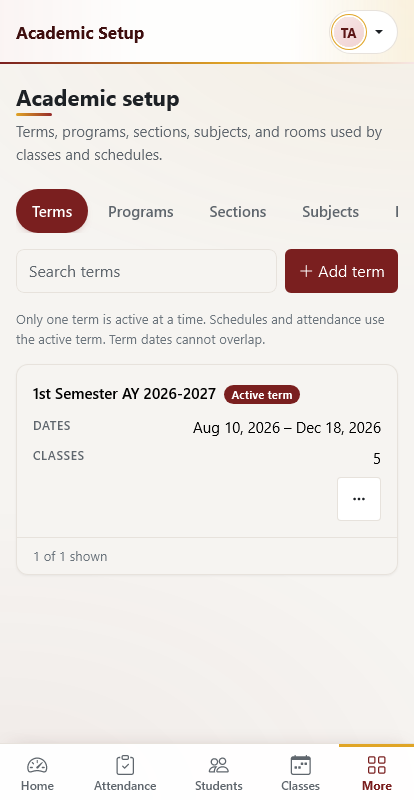 Academic Setup
TA
Academic setup
Terms, programs, sections, subjects, and rooms used by
classes and schedules.
Terms
Programs
Sections
Subjects
Search terms
+ Add term
Only one term is active at a time. Schedules and attendance use
the active term. Term dates cannot overlap.
1st Semester AY 2026-2027 Active term
DATES Aug 10, 2026 – Dec 18, 2026
CLASSES 5
...
1 of 1 shown
Home
Attendance
Students
Classes
More